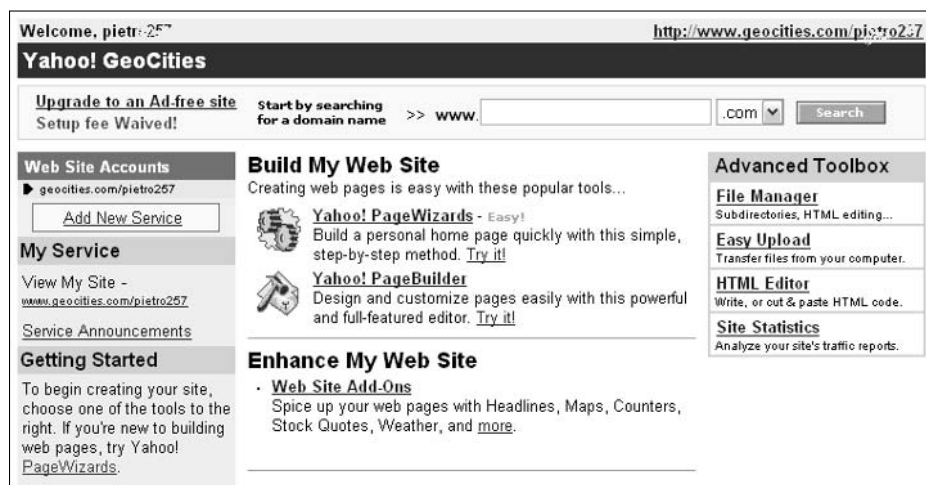 Welcome, pietro257
http://www.geocities.com/pietro257
Yahoo! GeoCities
Upgrade to an Ad-free site
Setup fee Waived!
Start by searching
for a domain name
>> www.
.com
Search
Web Site Accounts
geocities.com/pietro257
Add New Service
My Service
View My Site -
www.geocities.com/pietro257
Service Announcements
Getting Started
To begin creating your site,
choose one of the tools to the
right. If you're new to building
web pages, try Yahoo!
PageWizards.
Build My Web Site
Creating web pages is easy with these popular tools...
Yahoo! PageWizards - Easy!
Build a personal home page quickly with this simple,
step-by-step method. Try it!
Yahoo! PageBuilder
Design and customize pages easily with this powerful
and full-featured editor. Try it!
Enhance My Web Site
· Web Site Add-Ons
Spice up your web pages with Headlines, Maps, Counters,
Stock Quotes, Weather, and more.
Advanced Toolbox
File Manager
Subdirectories, HTML editing...
Easy Upload
Transfer files from your computer.
HTML Editor
Write, or cut & paste HTML code.
Site Statistics
Analyze your site's traffic reports.